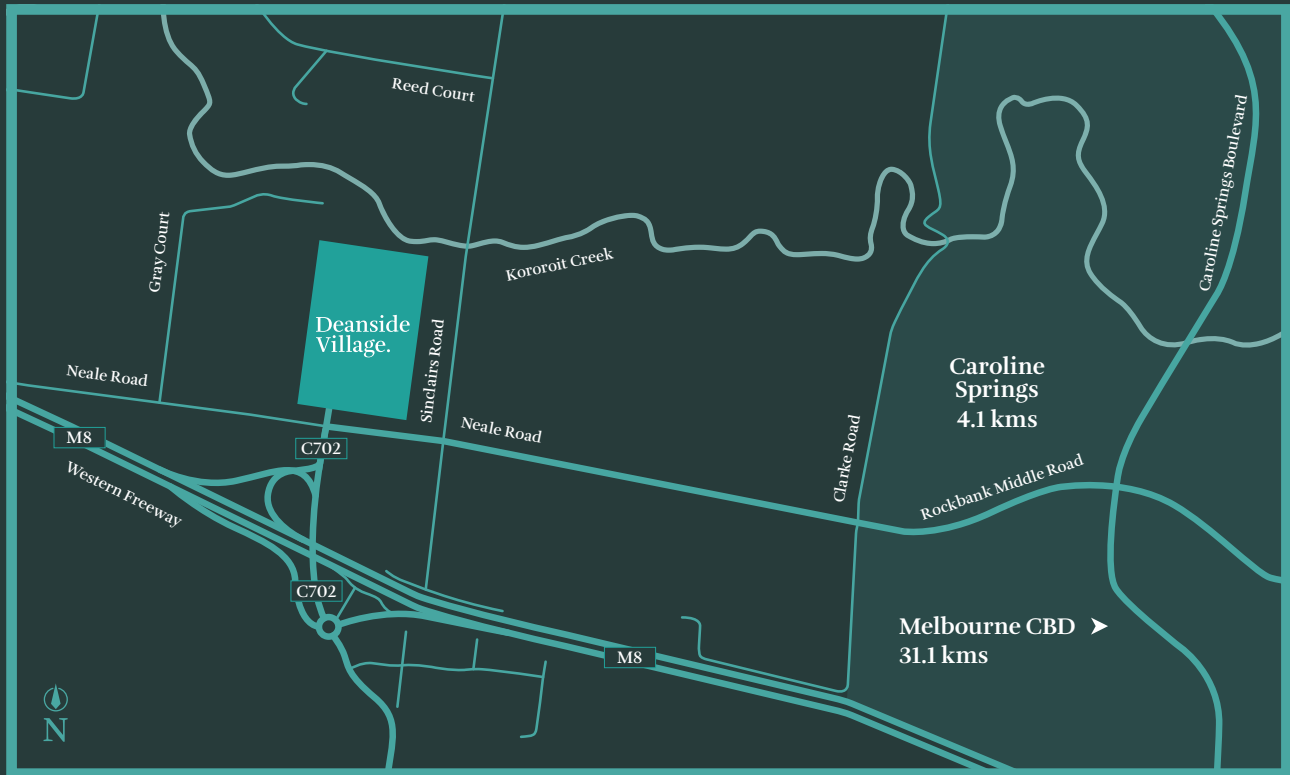 Reed Court
Caroline Springs Boulevard
Gray Court
Kororoit Creek
Deanside
Village.
Sinclairs Road
Caroline
Springs
4.1 kms
Neale Road
Neale Road
M8
C702
Clarke Road
Rockbank Middle Road
Western Freeway
C702
Melbourne CBD ➤
31.1 kms
M8
N